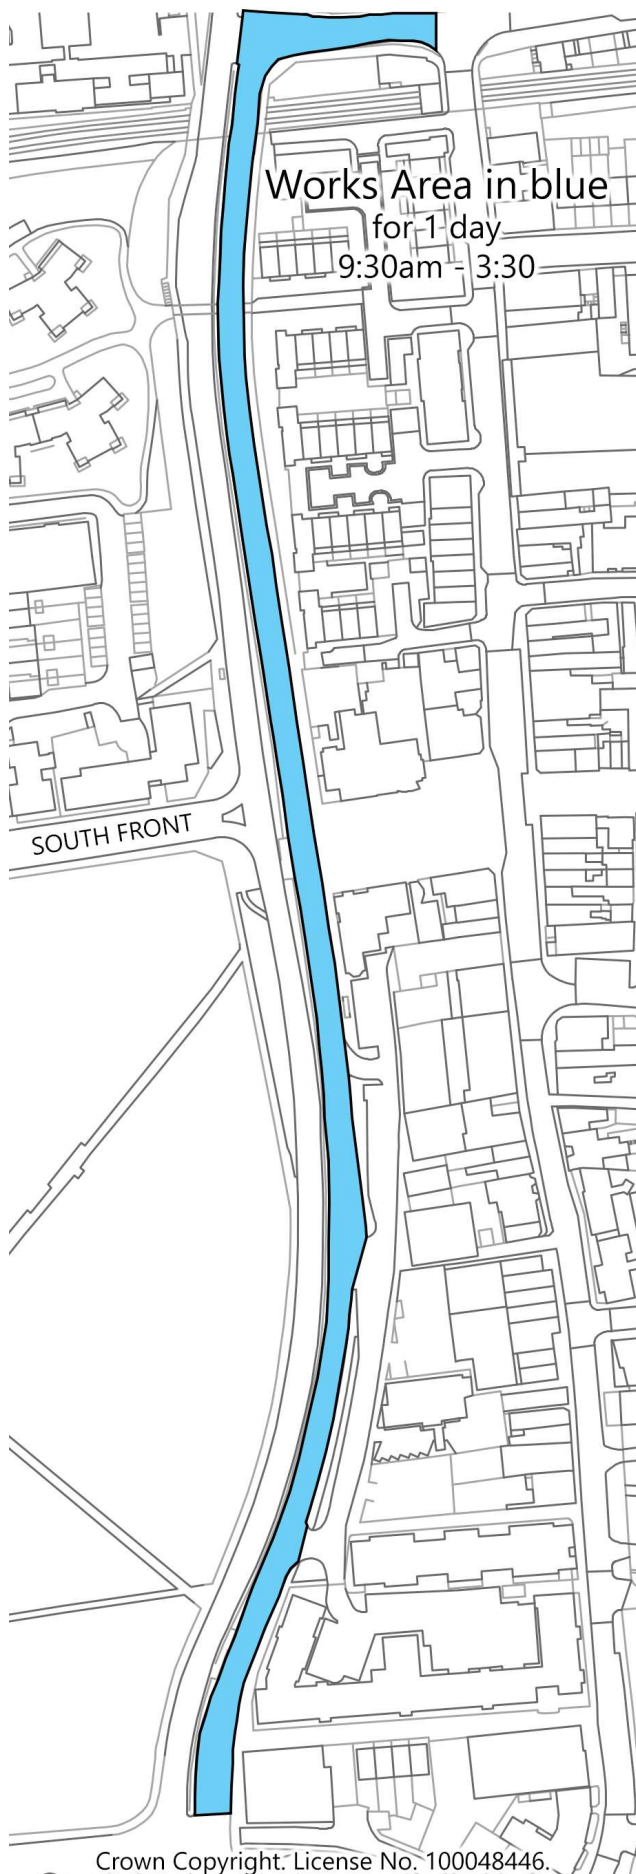 Works Area in blue
for 1 day
9:30am - 3:30
SOUTH FRONT
Crown Copyright. License No. 100048446.